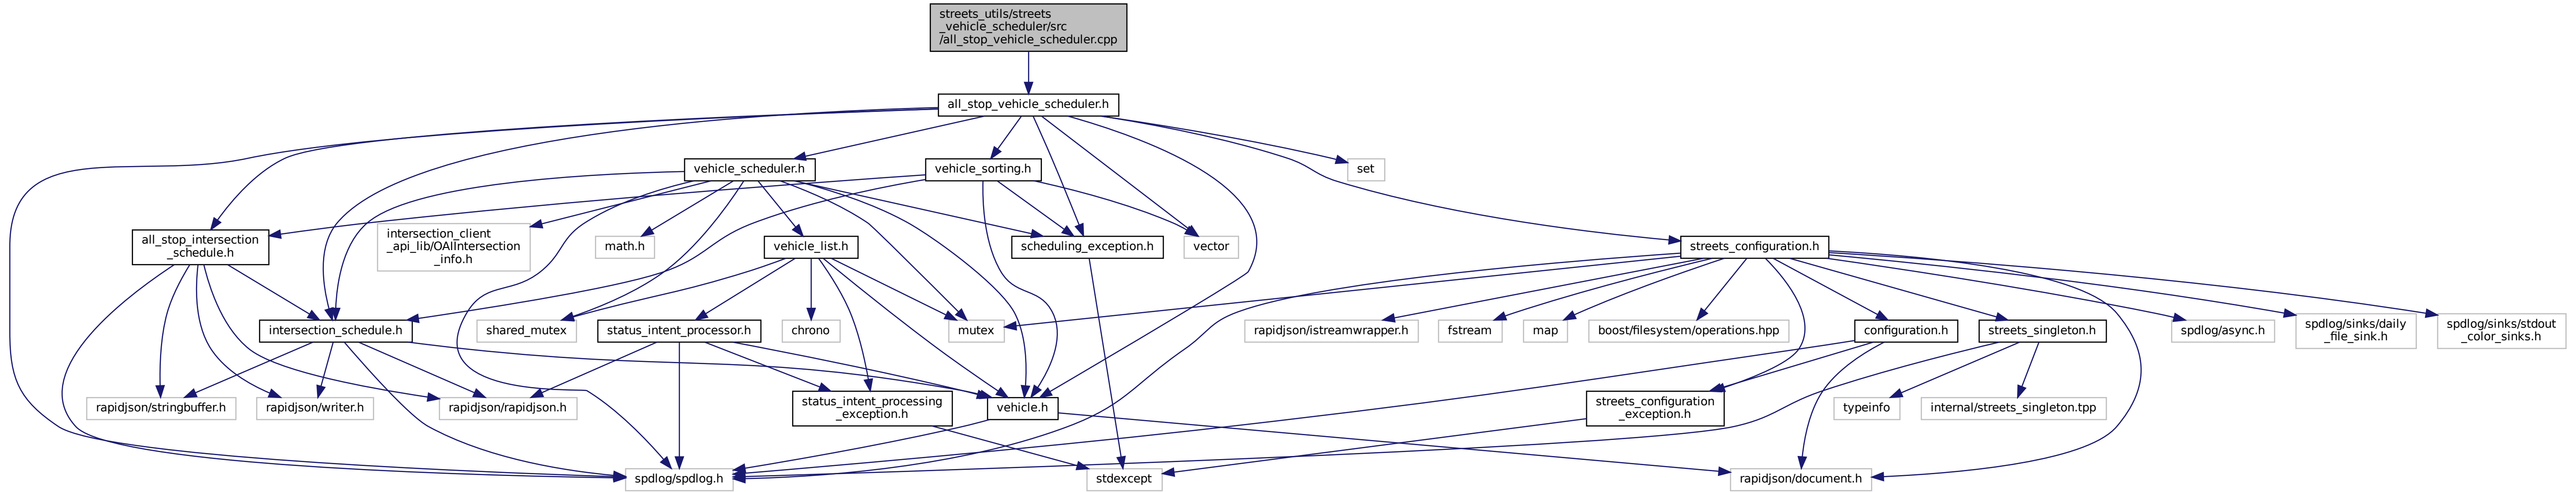 streets_utils/streets
_vehicle_scheduler/src
/all_stop_vehicle_scheduler.cpp
all_stop_vehicle_scheduler.h
vehicle_scheduler.h
vehicle_sorting.h
set
all_stop_intersection
_schedule.h
intersection_client
_api_lib/OAIIntersection
_info.h
math.h
vehicle_list.h
scheduling_exception.h
vector
streets_configuration.h
intersection_schedule.h
shared_mutex
status_intent_processor.h
chrono
mutex
rapidjson/istreamwrapper.h
fstream
map
boost/filesystem/operations.hpp
configuration.h
streets_singleton.h
spdlog/async.h
spdlog/sinks/daily
_file_sink.h
spdlog/sinks/stdout
_color_sinks.h
rapidjson/stringbuffer.h
rapidjson/writer.h
rapidjson/rapidjson.h
status_intent_processing
_exception.h
vehicle.h
streets_configuration
_exception.h
typeinfo
internal/streets_singleton.tpp
spdlog/spdlog.h
stdexcept
rapidjson/document.h